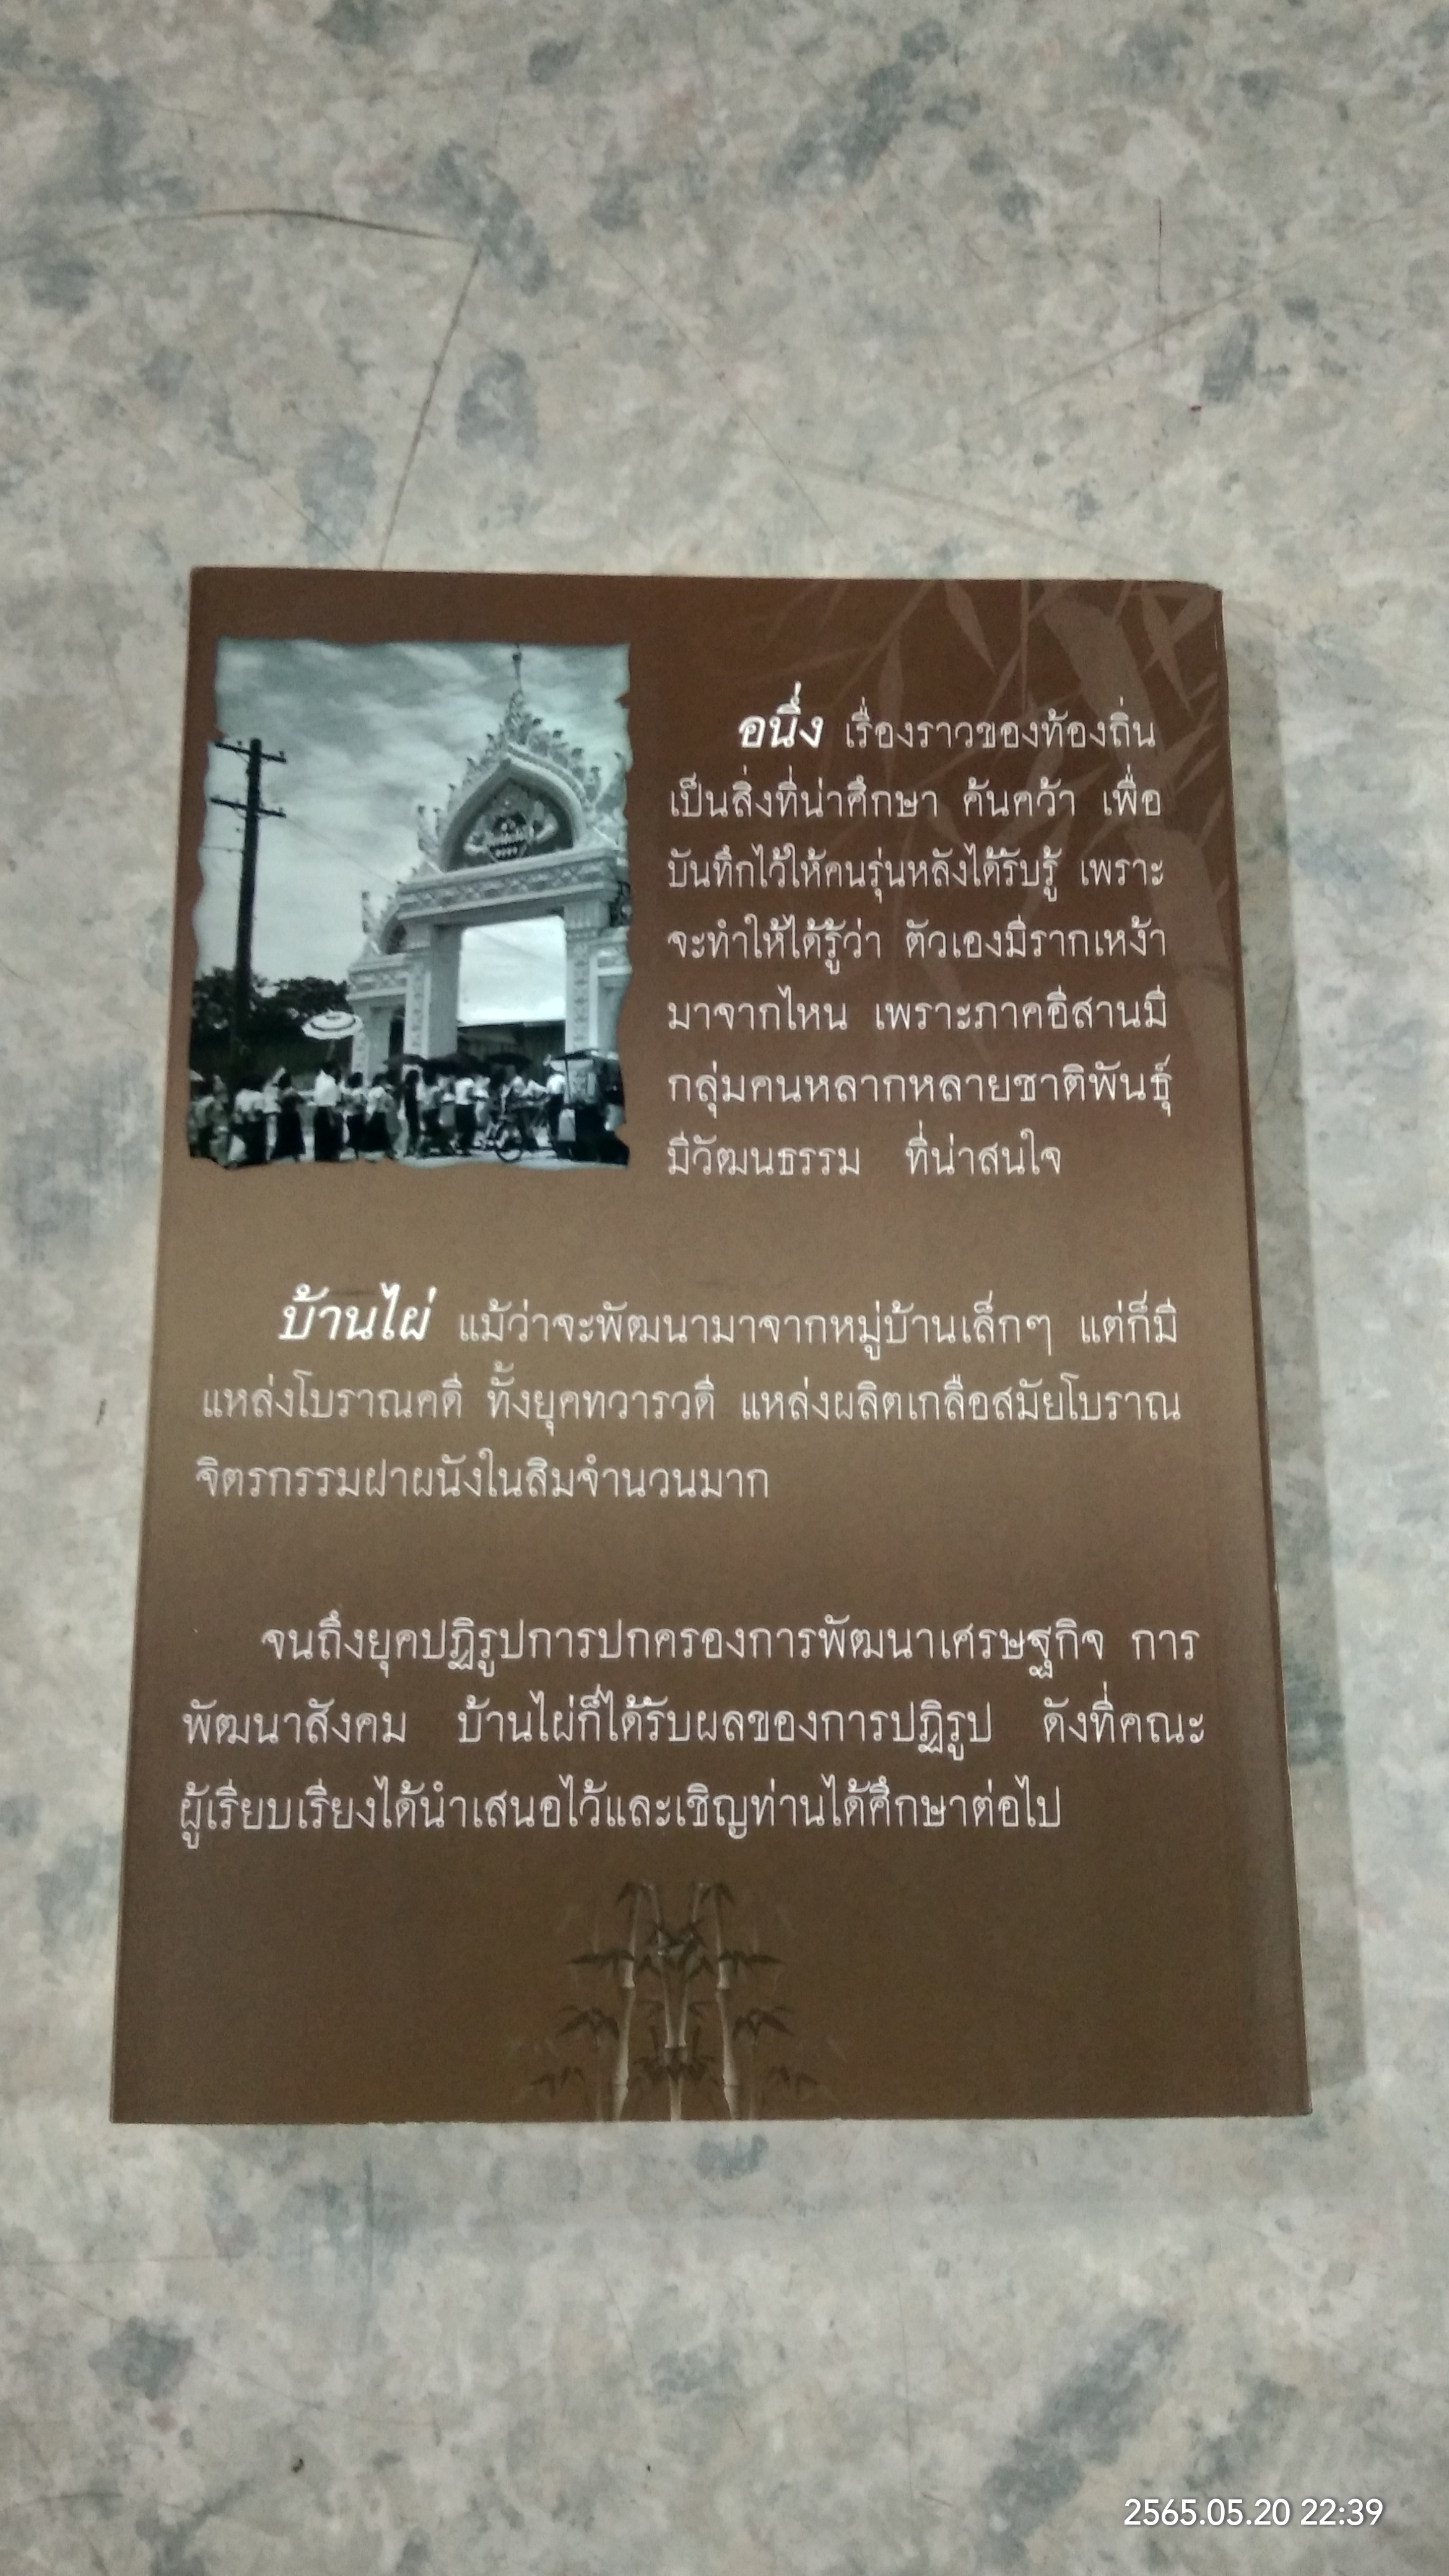 อนึ่ง เรื่องราวของท้องถิ่น
เป็นสิ่งที่น่าศึกษา ค้นคว้า เพื่อ
บันทึกไว้ให้คนรุ่นหลังได้รับรู้ เพราะ
จะทำให้ได้รู้ว่า ตัวเองมีรากเหง้า
มาจากไหน เพราะภาคอีสานมี
กลุ่มคนหลากหลายชาติพันธุ์
มีวัฒนธรรม ที่น่าสนใจ
บ้านไผ่ แม้ว่าจะพัฒนามาจากหมู่บ้านเล็กๆ แต่ก็มี
แหล่งโบราณคดี ทั้งยุคทวารวดี แหล่งผลิตเกลือสมัยโบราณ
จิตรกรรมฝาผนังในสิมจำนวนมาก
จนถึงยุคปฏิรูปการปกครองการพัฒนาเศรษฐกิจ การ
พัฒนาสังคม บ้านไผ่ก็ได้รับผลของการปฏิรูป ดังที่คณะ
ผู้เรียบเรียงได้นำเสนอไว้และเชิญท่านได้ศึกษาต่อไป
2565.05.20 22:39